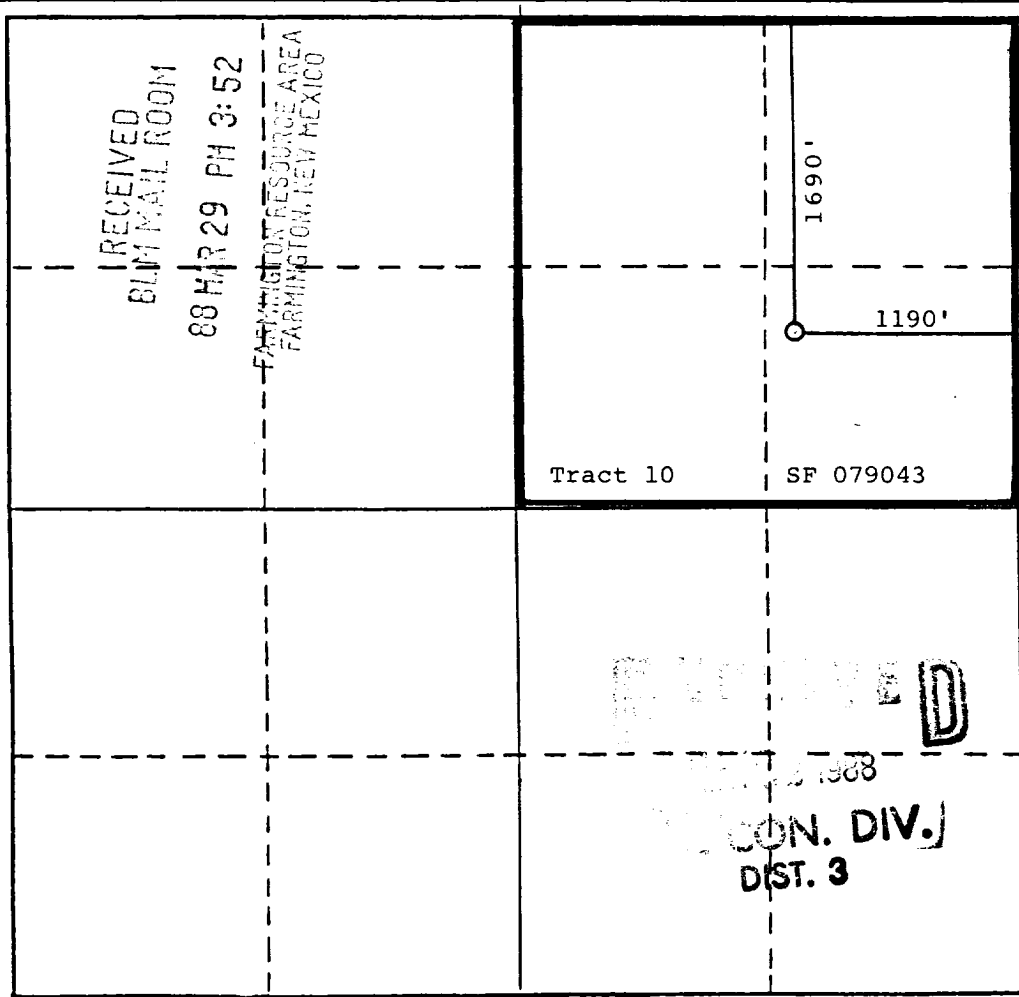 RECEIVED
BLM MAIL ROOM
88 MAR 29 PM 3:52
FARMINGTON RESOURCE AREA
FARMINGTON, NEW MEXICO
1690'
1190'
Tract 10 SF 079043
1988
CON. DIV.
DIST. 3